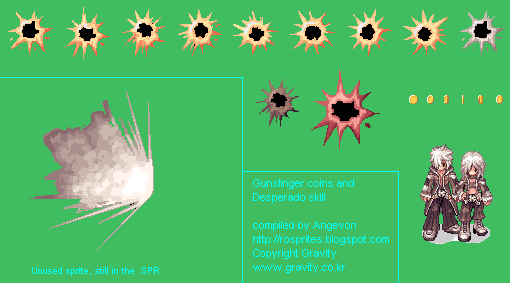 Gunslinger coins and
Desperado skill
compiled by Angevon
http://rosprites.blogspot.com
Copyright Gravity
www.gravity.co.kr
Unused sprite, still in the .SPR